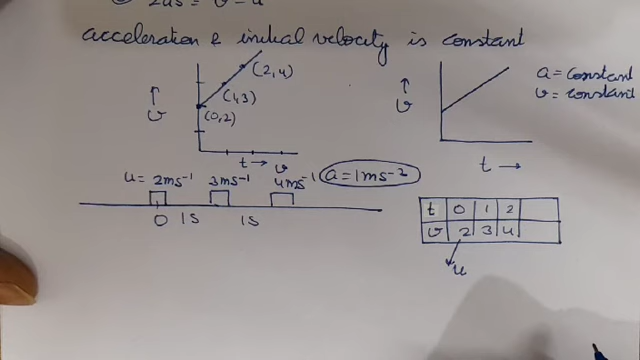 2as = v² - u²
acceleration & initial velocity is constant
(2,4)
(1,3)
(0,2)
↑
v
t →
v
↑
v
t →
a = constant
v = constant
u = 2ms⁻¹ 3ms⁻¹ 4ms⁻¹ a = 1ms-2
0 1s 1s
t 0 1 2
v 2 3 4
u